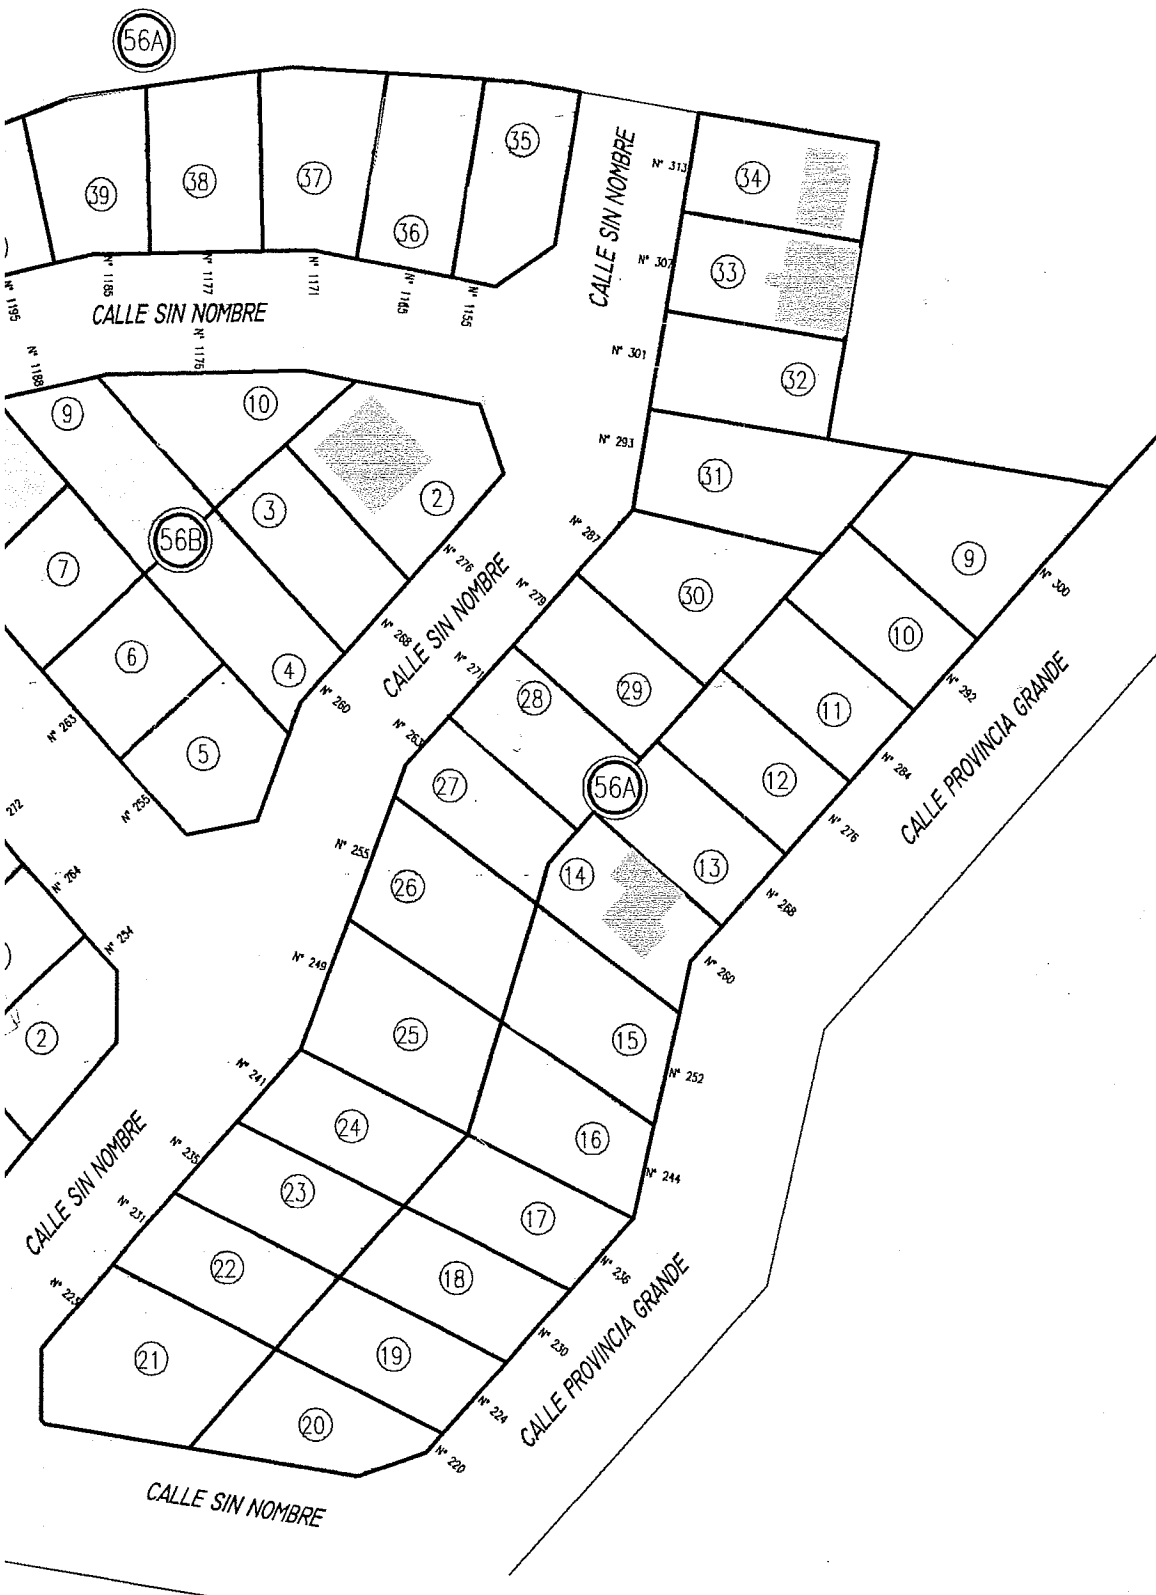 56A
35
39
38
37
36
34
33
32
N° 313
N° 307
N° 301
N° 293
CALLE SIN NOMBRE
N° 1195
N° 1185
N° 1177
N° 1171
N° 1165
N° 1155
CALLE SIN NOMBRE
N° 1188
N° 1175
9
10
2
3
56B
7
6
4
5
N° 276
N° 268
N° 260
CALLE SIN NOMBRE
N° 263
N° 255
31
30
29
28
27
9
10
11
12
13
56A
14
26
25
15
16
24
23
17
22
18
21
19
20
N° 287
N° 279
N° 271
N° 263
N° 255
N° 249
N° 241
N° 235
N° 231
N° 223
N° 300
N° 292
N° 284
N° 276
N° 268
N° 260
N° 252
N° 244
N° 236
N° 230
N° 224
N° 220
CALLE PROVINCIA GRANDE
CALLE PROVINCIA GRANDE
272
N° 264
N° 254
2
CALLE SIN NOMBRE
CALLE SIN NOMBRE